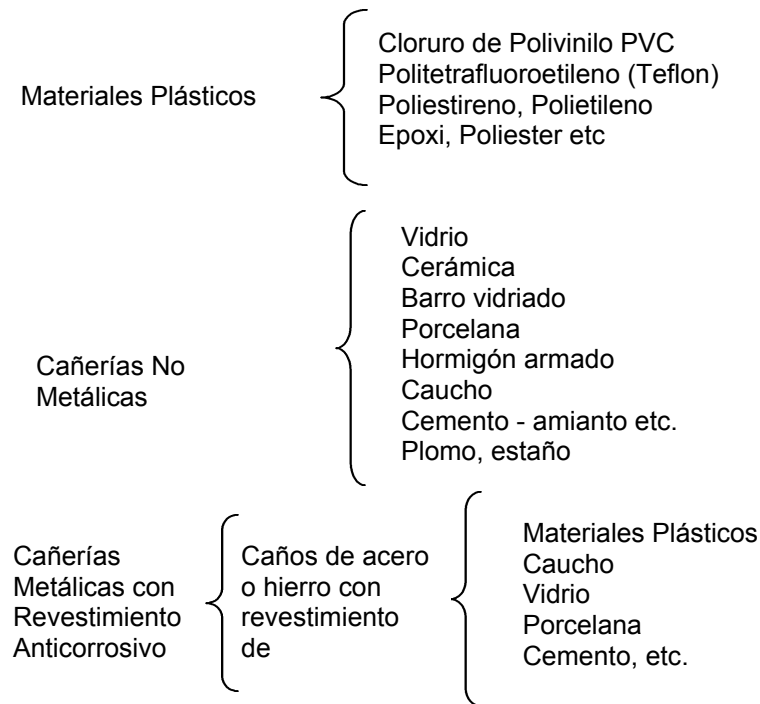 Materiales Plásticos
Cloruro de Polivinilo PVC
Politetrafluoroetileno (Teflon)
Poliestireno, Polietileno
Epoxi, Poliester etc
Cañerías No
Metálicas
Vidrio
Cerámica
Barro vidriado
Porcelana
Hormigón armado
Caucho
Cemento - amianto etc.
Plomo, estaño
Cañerías
Metálicas con
Revestimiento
Anticorrosivo
Caños de acero
o hierro con
revestimiento
de
Materiales Plásticos
Caucho
Vidrio
Porcelana
Cemento, etc.